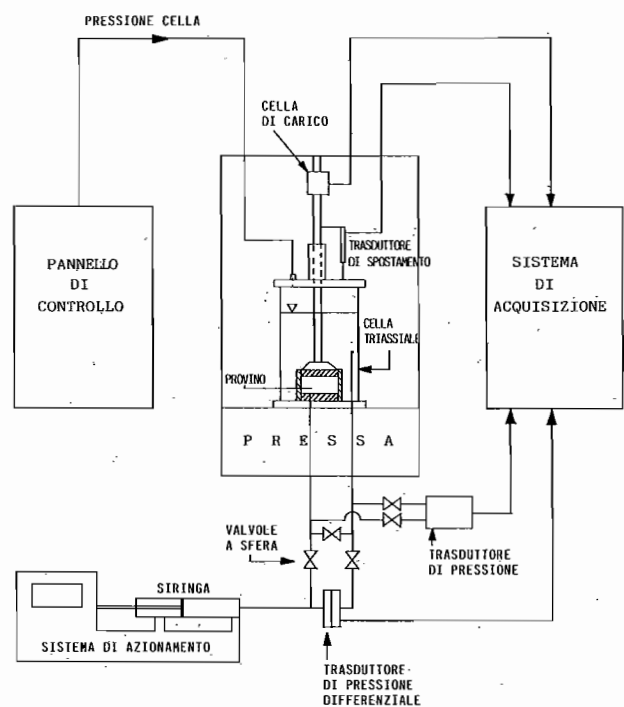 PRESSIONE CELLA
CELLA
DI CARICO
TRASDUTTORE
DI SPOSTAMENTO
PANNELLO
DI
CONTROLLO
SISTEMA
DI
ACQUISIZIONE
CELLA
TRIASSIALE
PROVINO
P R E S S A
VALVOLE
A SFERA
TRASDUTTORE
DI PRESSIONE
SIRINGA
SISTEMA DI AZIONAMENTO
TRASDUTTORE
DI PRESSIONE
DIFFERENZIALE